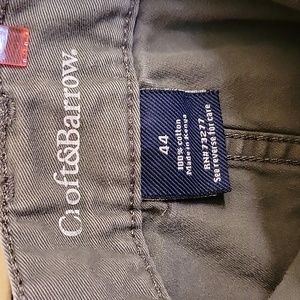 Croft&Barrow®
44
100% cotton
Made in Kenya
RN# 73277
See reverse for care